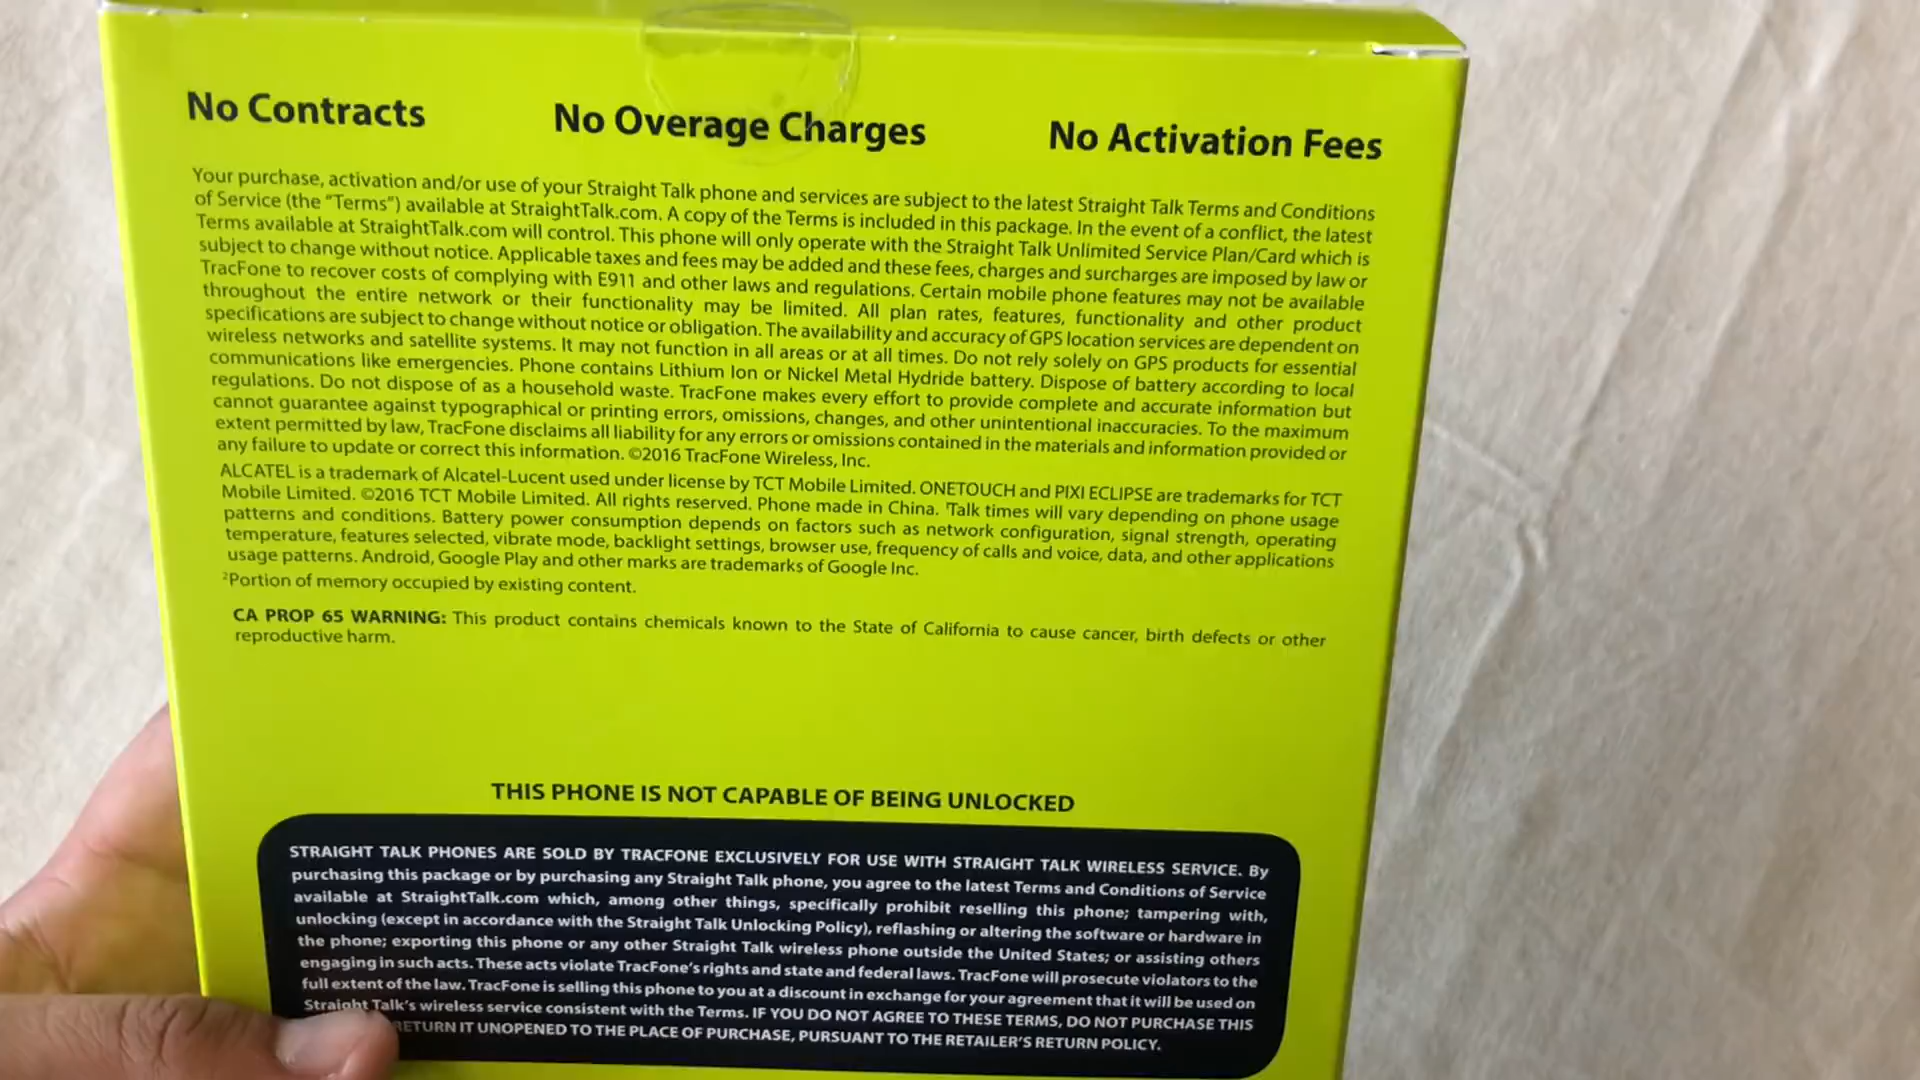 No Contracts No Overage Charges No Activation Fees
Your purchase, activation and/or use of your Straight Talk phone and services are subject to the latest Straight Talk Terms and Conditions
of Service (the “Terms”) available at StraightTalk.com. A copy of the Terms is included in this package. In the event of a conflict, the latest
Terms available at StraightTalk.com will control. This phone will only operate with the Straight Talk Unlimited Service Plan/Card which is
subject to change without notice. Applicable taxes and fees may be added and these fees, charges and surcharges are imposed by law or
TracFone to recover costs of complying with E911 and other laws and regulations. Certain mobile phone features may not be available
throughout the entire network or their functionality may be limited. All plan rates, features, functionality and other product
specifications are subject to change without notice or obligation. The availability and accuracy of GPS location services are dependent on
wireless networks and satellite systems. It may not function in all areas or at all times. Do not rely solely on GPS products for essential
communications like emergencies. Phone contains Lithium Ion or Nickel Metal Hydride battery. Dispose of battery according to local
regulations. Do not dispose of as a household waste. TracFone makes every effort to provide complete and accurate information but
cannot guarantee against typographical or printing errors, omissions, changes, and other unintentional inaccuracies. To the maximum
extent permitted by law, TracFone disclaims all liability for any errors or omissions contained in the materials and information provided or
any failure to update or correct this information. ©2016 TracFone Wireless, Inc.
ALCATEL is a trademark of Alcatel-Lucent used under license by TCT Mobile Limited. ONETOUCH and PIXI ECLIPSE are trademarks for TCT
Mobile Limited. ©2016 TCT Mobile Limited. All rights reserved. Phone made in China. ¹Talk times will vary depending on phone usage
patterns and conditions. Battery power consumption depends on factors such as network configuration, signal strength, operating
temperature, features selected, vibrate mode, backlight settings, browser use, frequency of calls and voice, data, and other applications
usage patterns. Android, Google Play and other marks are trademarks of Google Inc.
²Portion of memory occupied by existing content.
CA PROP 65 WARNING: This product contains chemicals known to the State of California to cause cancer, birth defects or other
reproductive harm.
THIS PHONE IS NOT CAPABLE OF BEING UNLOCKED
STRAIGHT TALK PHONES ARE SOLD BY TRACFONE EXCLUSIVELY FOR USE WITH STRAIGHT TALK WIRELESS SERVICE. By
purchasing this package or by purchasing any Straight Talk phone, you agree to the latest Terms and Conditions of Service
available at StraightTalk.com which, among other things, specifically prohibit reselling this phone; tampering with,
unlocking (except in accordance with the Straight Talk Unlocking Policy), reflashing or altering the software or hardware in
the phone; exporting this phone or any other Straight Talk wireless phone outside the United States; or assisting others
engaging in such acts. These acts violate TracFone’s rights and state and federal laws. TracFone will prosecute violators to the
full extent of the law. TracFone is selling this phone to you at a discount in exchange for your agreement that it will be used on
Straight Talk’s wireless service consistent with the Terms. IF YOU DO NOT AGREE TO THESE TERMS, DO NOT PURCHASE THIS
RETURN IT UNOPENED TO THE PLACE OF PURCHASE, PURSUANT TO THE RETAILER’S RETURN POLICY.